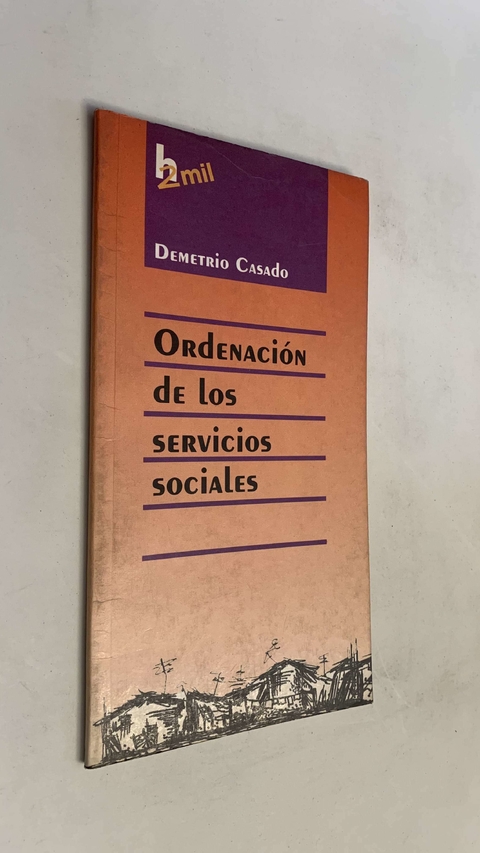 h
2mil
Demetrio Casado
Ordenación
de los
servicios
sociales